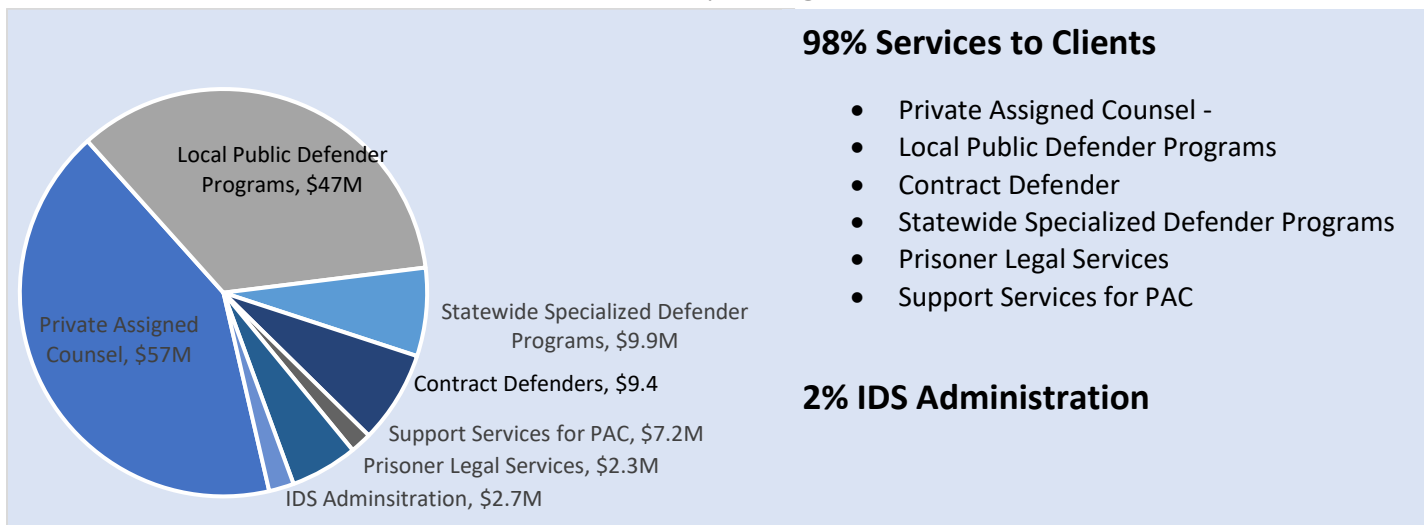 Local Public Defender
Programs, $47M
Private Assigned
Counsel, $57M
Statewide Specialized Defender
Programs, $9.9M
Contract Defenders, $9.4
Support Services for PAC, $7.2M
Prisoner Legal Services, $2.3M
IDS Adminsitration, $2.7M
98% Services to Clients
• Private Assigned Counsel -
• Local Public Defender Programs
• Contract Defender
• Statewide Specialized Defender Programs
• Prisoner Legal Services
• Support Services for PAC
2% IDS Administration